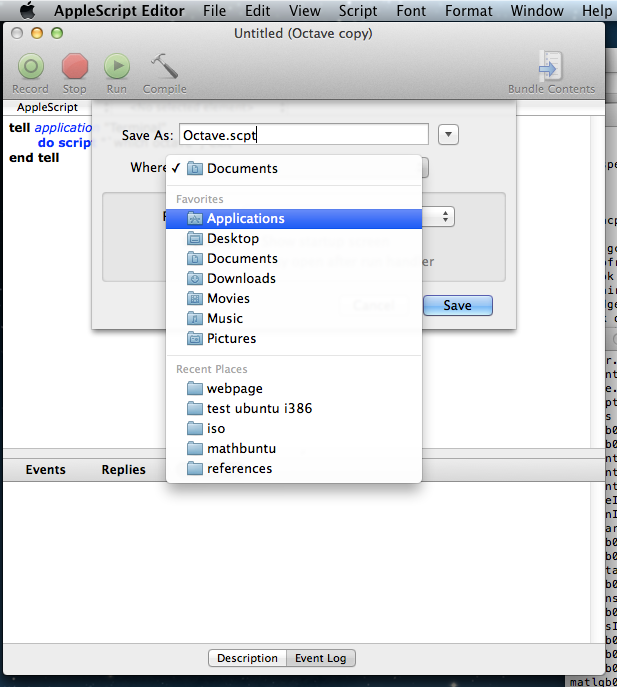 AppleScript Editor File Edit View Script Font Format Window Help
Untitled (Octave copy)
Record Stop Run Compile Bundle Contents
AppleScript
tell application
do script
end tell
Save As: Octave.scpt
Where
Documents
Favorites
Applications
Desktop
Documents
Downloads
Movies
Music
Pictures
Recent Places
webpage
test ubuntu i386
iso
mathbuntu
references
Cancel
Save
Events Replies
Description Event Log
matlgb0